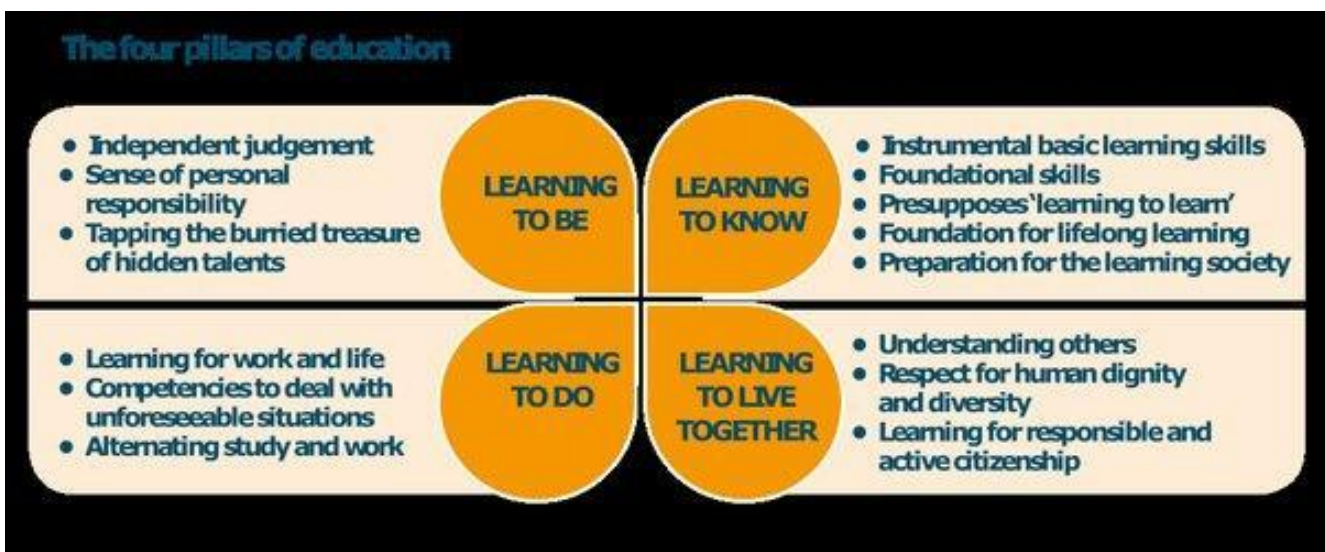 The four pillars of education
• Independent judgement
• Sense of personal
responsibility
• Tapping the burried treasure
of hidden talents
LEARNING
TO BE
LEARNING
TO KNOW
• Instrumental basic learning skills
• Foundational skills
• Presupposes ‘learning to learn’
• Foundation for lifelong learning
• Preparation for the learning society
• Learning for work and life
• Competencies to deal with
unforeseeable situations
• Alternating study and work
LEARNING
TO DO
LEARNING
TO LIVE
TOGETHER
• Understanding others
• Respect for human dignity
and diversity
• Learning for responsible and
active citizenship